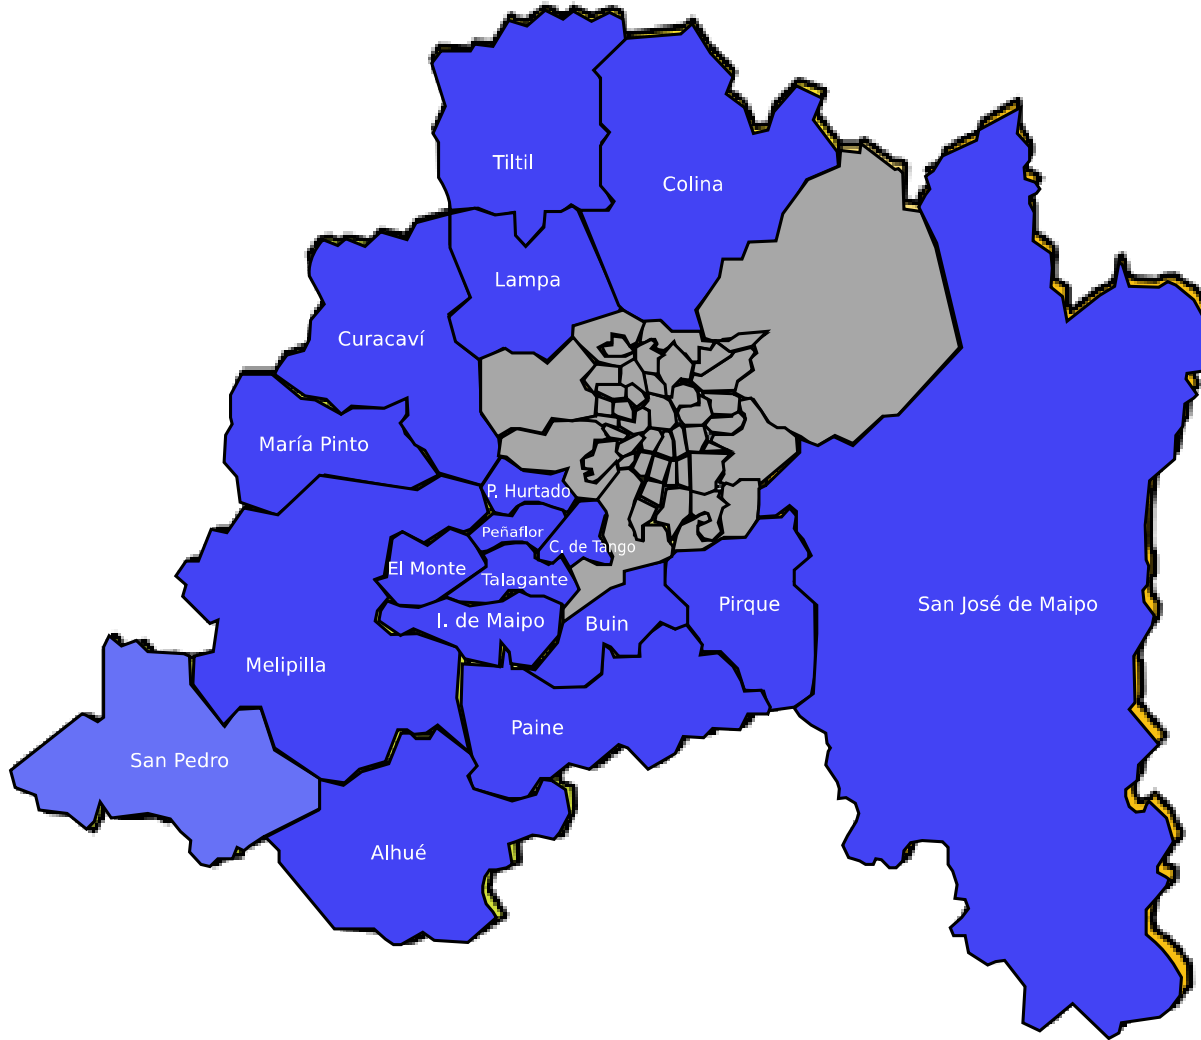 Tiltil
Colina
Lampa
Curacaví
María Pinto
P. Hurtado
Peñaflor
C. de Tango
El Monte
Talagante
San José de Maipo
Pirque
I. de Maipo
Buin
Melipilla
Paine
San Pedro
Alhué